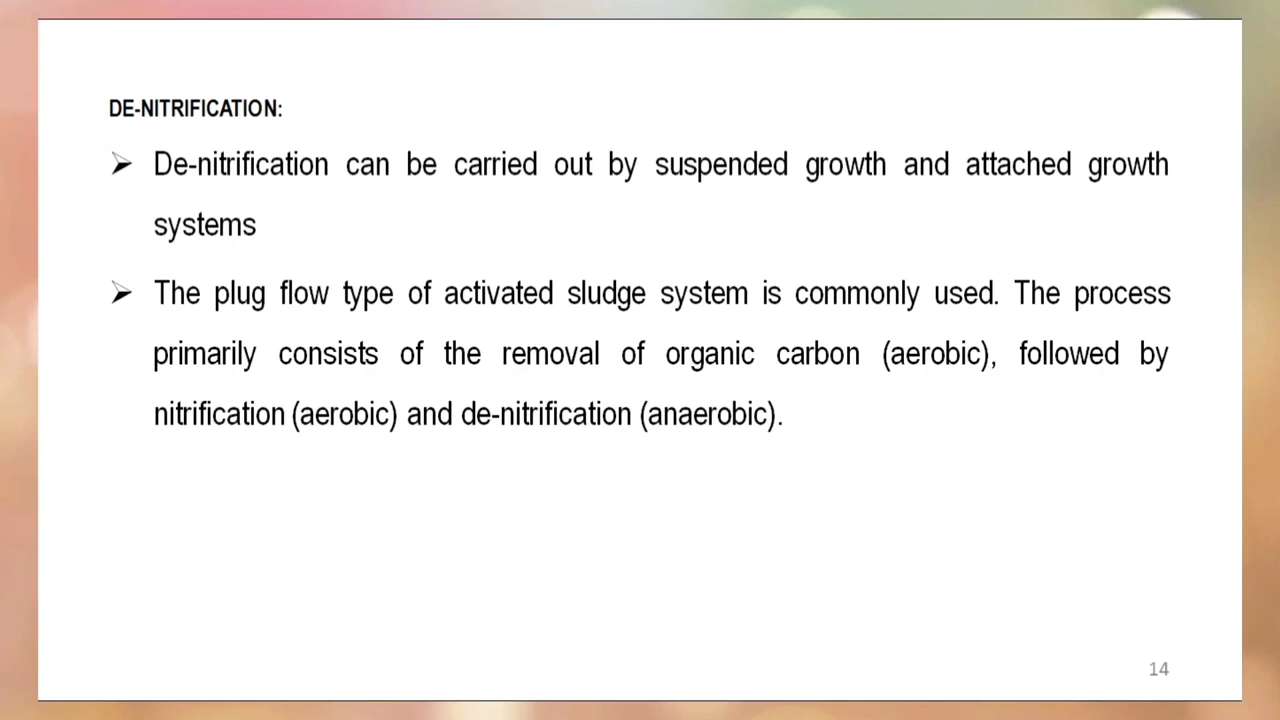 DE-NITRIFICATION:
➢ De-nitrification can be carried out by suspended growth and attached growth
systems
➢ The plug flow type of activated sludge system is commonly used. The process
primarily consists of the removal of organic carbon (aerobic), followed by
nitrification (aerobic) and de-nitrification (anaerobic).
14